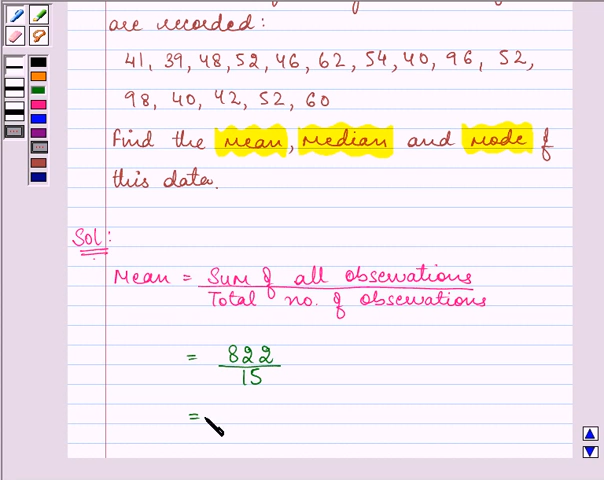 are recorded:
41, 39, 48, 52, 46, 62, 54, 40, 96, 52,
98, 40, 42, 52, 60
Find the Mean, Median and Mode of
this data.
Sol:
Mean = Sum of all observations
Total no. of observations
= 822
15
=